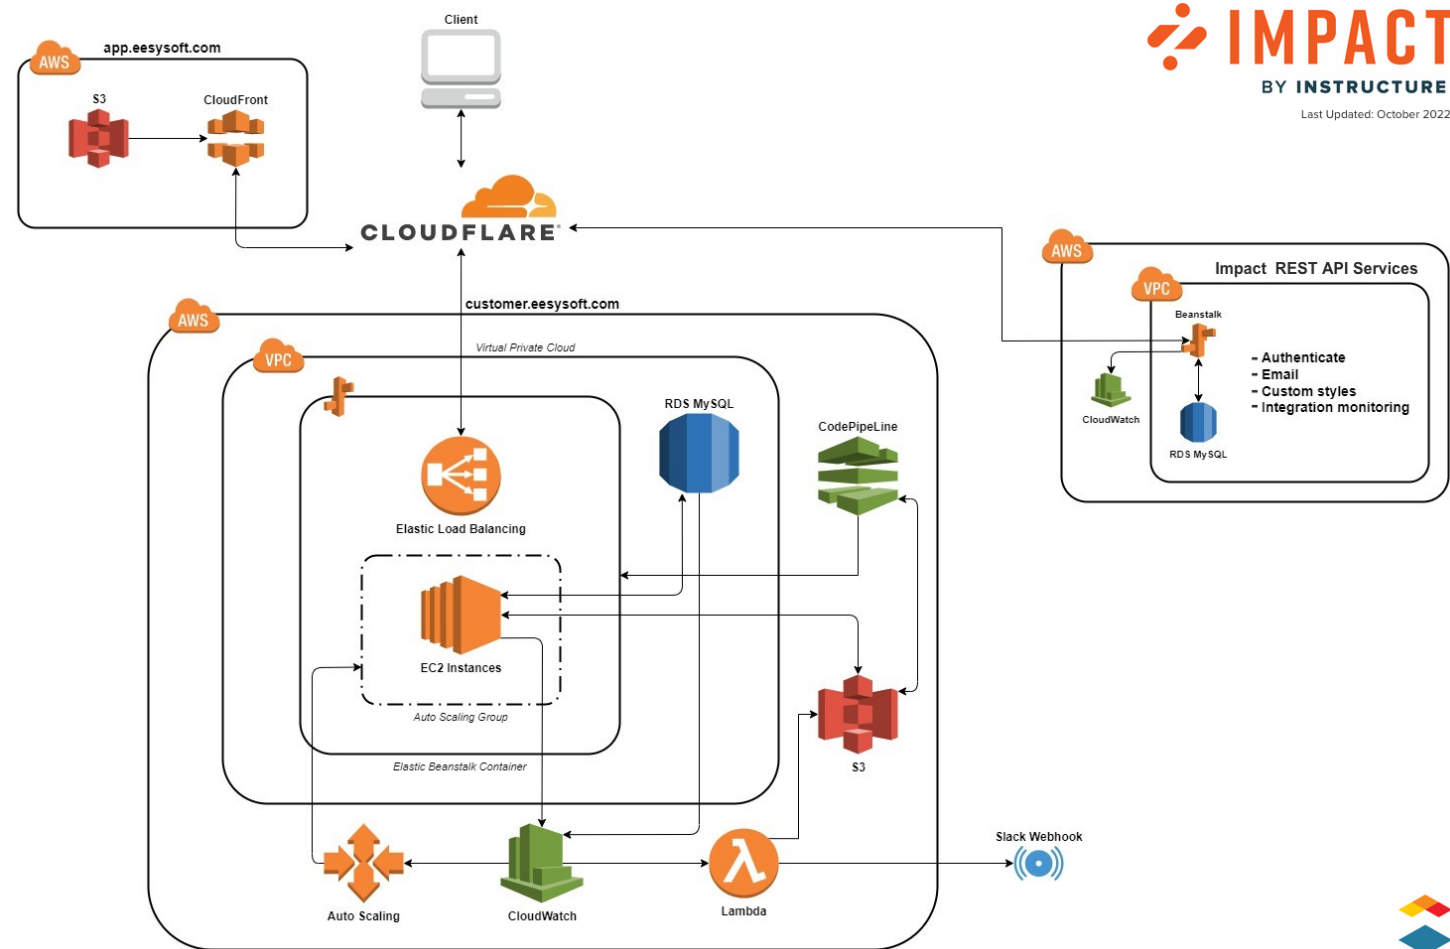 Client
IMPACT
BY INSTRUCTURE
Last Updated: October 2022
AWS
app.eesysoft.com
S3
CloudFront
CLOUDFLARE
AWS
Impact REST API Services
VPC
Beanstalk
- Authenticate
- Email
- Custom styles
- Integration monitoring
CloudWatch
RDS MySQL
AWS
customer.eesysoft.com
VPC
Virtual Private Cloud
RDS MySQL
CodePipeLine
Elastic Load Balancing
EC2 Instances
Auto Scaling Group
Elastic Beanstalk Container
S3
Auto Scaling
CloudWatch
Lambda
Slack Webhook